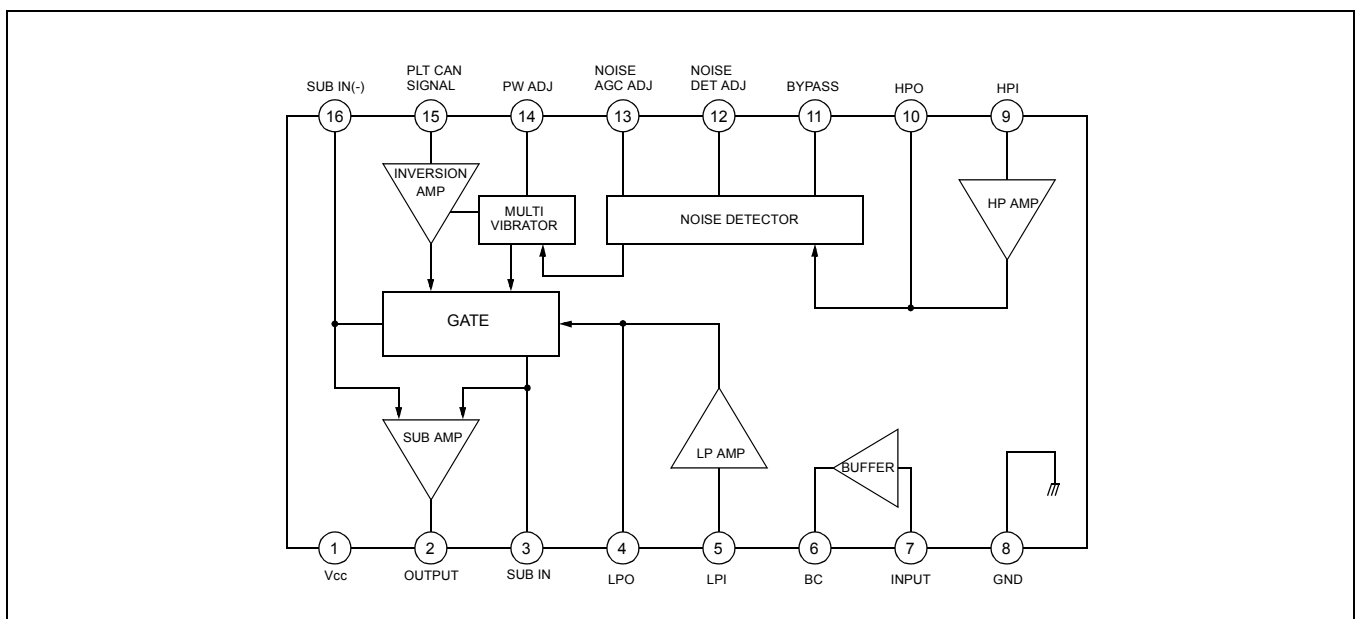 SUB IN(-)
PLT CAN
SIGNAL
PW ADJ
NOISE
AGC ADJ
NOISE
DET ADJ
BYPASS
HPO
HPI
16
15
14
13
12
11
10
9
INVERSION
AMP
MULTI
VIBRATOR
NOISE DETECTOR
HP AMP
GATE
SUB AMP
LP AMP
BUFFER
1
2
3
4
5
6
7
8
Vcc
OUTPUT
SUB IN
LPO
LPI
BC
INPUT
GND